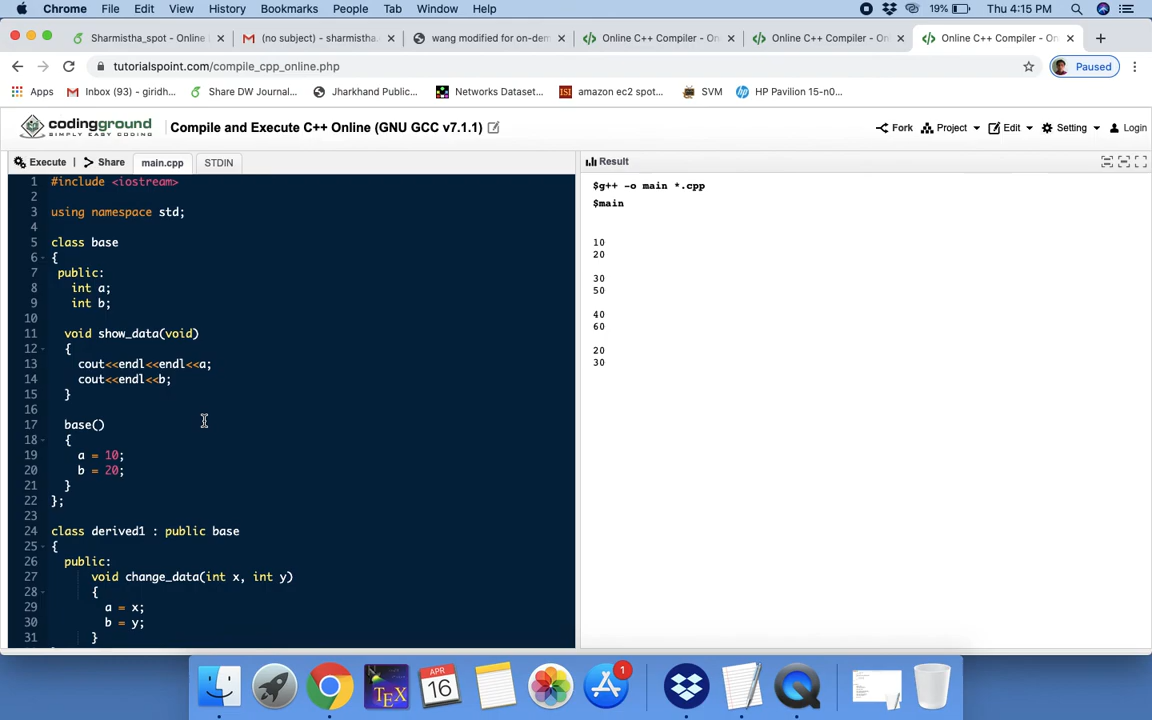 Chrome File Edit View History Bookmarks People Tab Window Help 19% Thu 4:15 PM
Sharmistha_spot - Online × (no subject) - sharmistha. × wang modified for on-dem × Online C++ Compiler - On × Online C++ Compiler - On × Online C++ Compiler - On × +
tutorialspoint.com/compile_cpp_online.php Paused
Apps Inbox (93) - giridh... Share DW Journal... Jharkhand Public... Networks Dataset... ISI amazon ec2 spot... SVM HP Pavilion 15-n0...
codingground Compile and Execute C++ Online (GNU GCC v7.1.1) Fork Project Edit Setting Login
SIMPLY EASY CODING
Execute | Share main.cpp STDIN Result
1 #include <iostream>
2
3 using namespace std;
4
5 class base
6 {
7 public:
8 int a;
9 int b;
10
11 void show_data(void)
12 {
13 cout<<endl<<endl<<a;
14 cout<<endl<<b;
15 }
16
17 base()
18 {
19 a = 10;
20 b = 20;
21 }
22 };
23
24 class derived1 : public base
25 {
26 public:
27 void change_data(int x, int y)
28 {
29 a = x;
30 b = y;
31 }
$g++ -o main *.cpp
$main
10
20
30
50
40
60
20
30
TEX APR 16 1